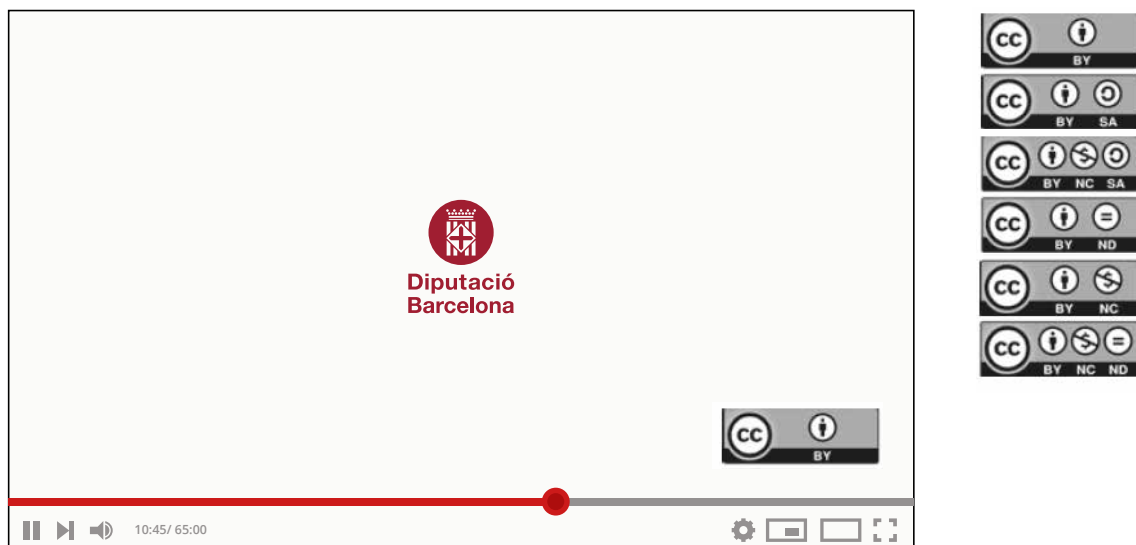 Diputació
Barcelona
cc
BY
10:45/ 65:00
cc
BY
cc
BY SA
cc
BY NC SA
cc
BY ND
cc
BY NC
cc
BY NC ND